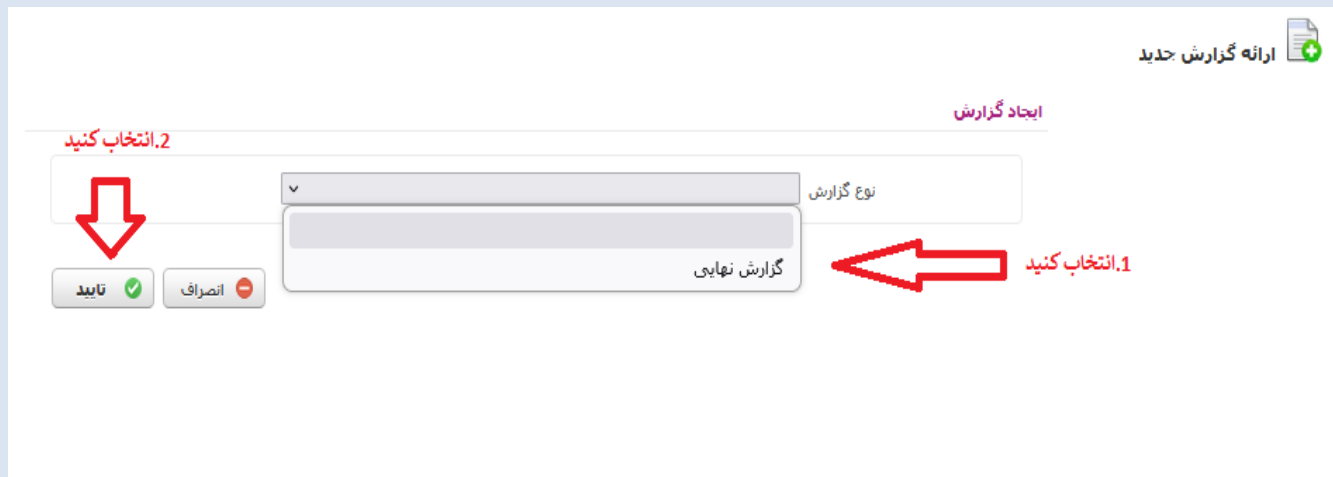 ارائه گزارش جدید
ایجاد گزارش
2.انتخاب کنید
نوع گزارش
گزارش نهایی
1.انتخاب کنید
انصراف
تایید